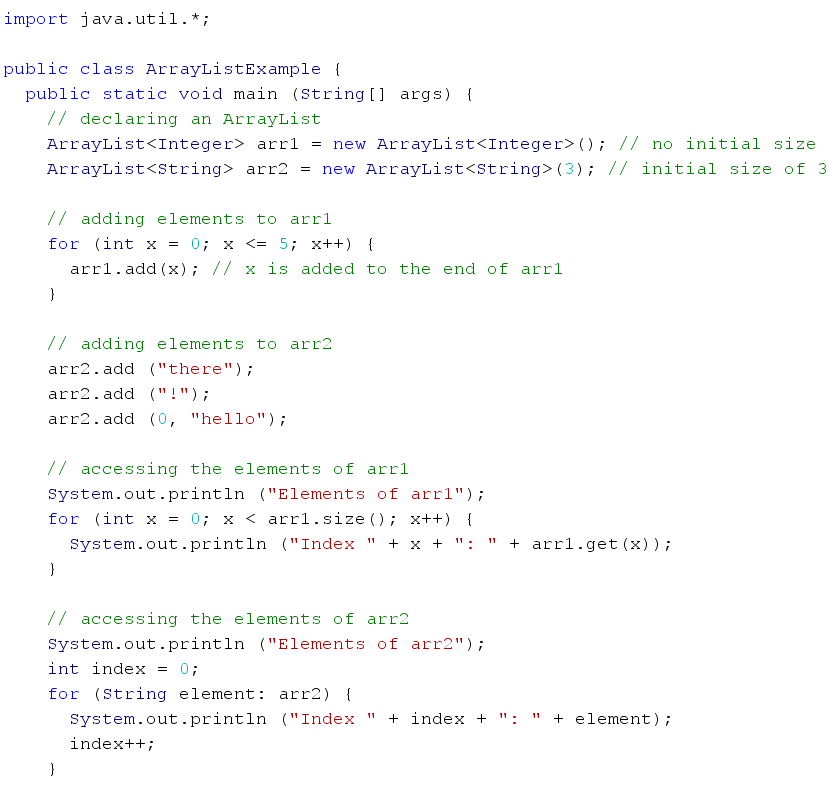 import java.util.*;

public class ArrayListExample {
  public static void main (String[] args) {
    // declaring an ArrayList
    ArrayList<Integer> arr1 = new ArrayList<Integer>(); // no initial size
    ArrayList<String> arr2 = new ArrayList<String>(3); // initial size of 3

    // adding elements to arr1
    for (int x = 0; x <= 5; x++) {
      arr1.add(x); // x is added to the end of arr1
    }

    // adding elements to arr2
    arr2.add ("there");
    arr2.add ("!");
    arr2.add (0, "hello");

    // accessing the elements of arr1
    System.out.println ("Elements of arr1");
    for (int x = 0; x < arr1.size(); x++) {
      System.out.println ("Index " + x + ": " + arr1.get(x));
    }

    // accessing the elements of arr2
    System.out.println ("Elements of arr2");
    int index = 0;
    for (String element: arr2) {
      System.out.println ("Index " + index + ": " + element);
      index++;
    }